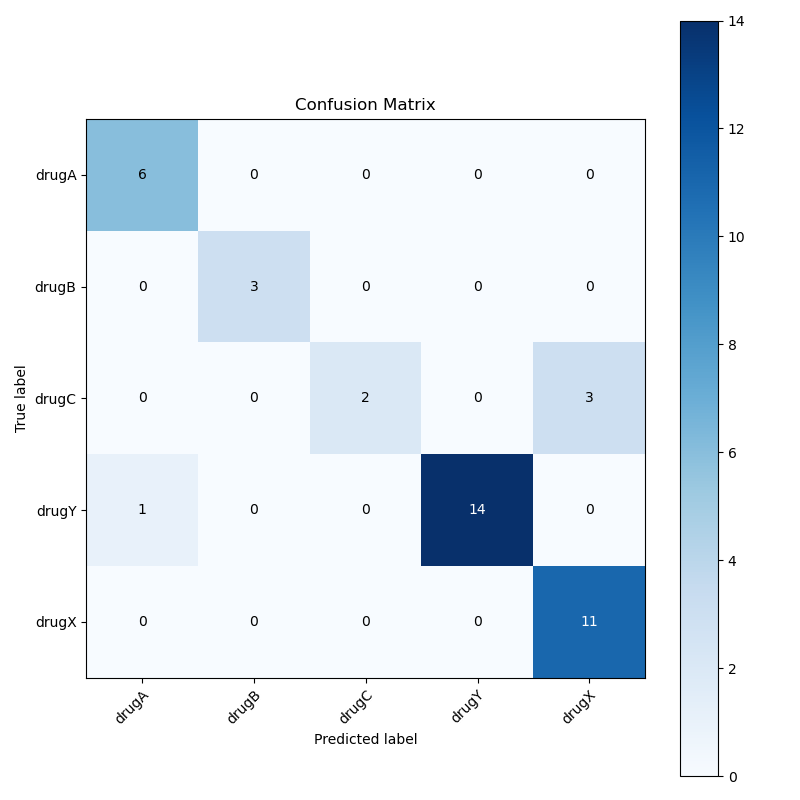 Confusion Matrix
drugA 6 0 0 0 0
drugB 0 3 0 0 0
drugC 0 0 2 0 3
drugY 1 0 0 14 0
drugX 0 0 0 0 11
drugA drugB drugC drugY drugX
Predicted label
True label
14
12
10
8
6
4
2
0